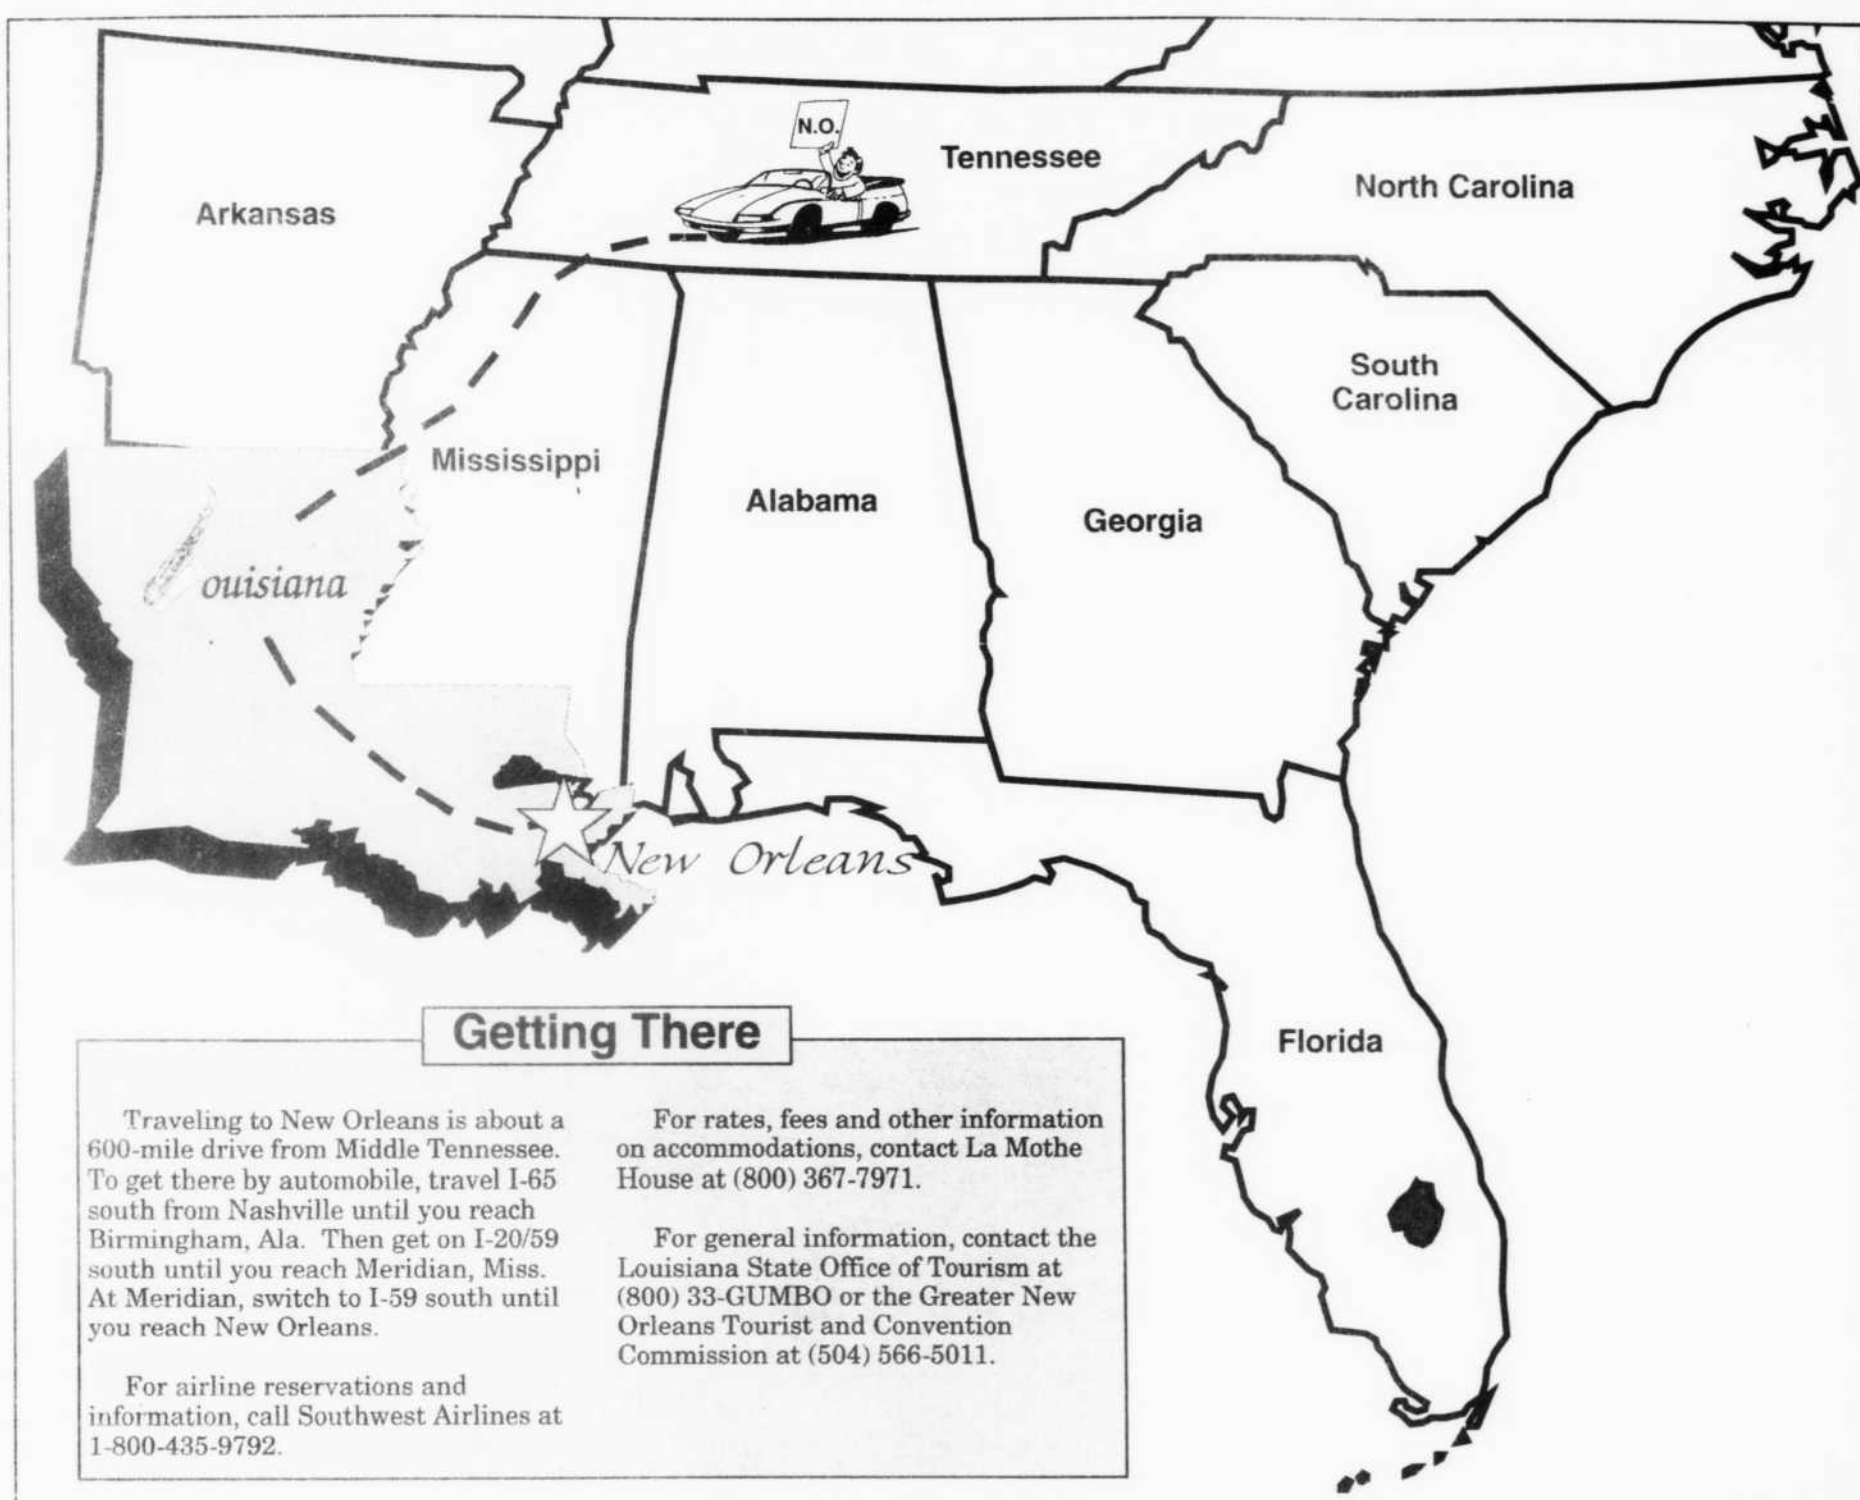 N.O.
Tennessee
North Carolina
Arkansas
South
Carolina
Mississippi
Alabama
Georgia
ouisiana
New Orleans
Florida
Getting There
Traveling to New Orleans is about a
600-mile drive from Middle Tennessee.
To get there by automobile, travel I-65
south from Nashville until you reach
Birmingham, Ala. Then get on I-20/59
south until you reach Meridian, Miss.
At Meridian, switch to I-59 south until
you reach New Orleans.
For airline reservations and
information, call Southwest Airlines at
1-800-435-9792.
For rates, fees and other information
on accommodations, contact La Mothe
House at (800) 367-7971.
For general information, contact the
Louisiana State Office of Tourism at
(800) 33-GUMBO or the Greater New
Orleans Tourist and Convention
Commission at (504) 566-5011.